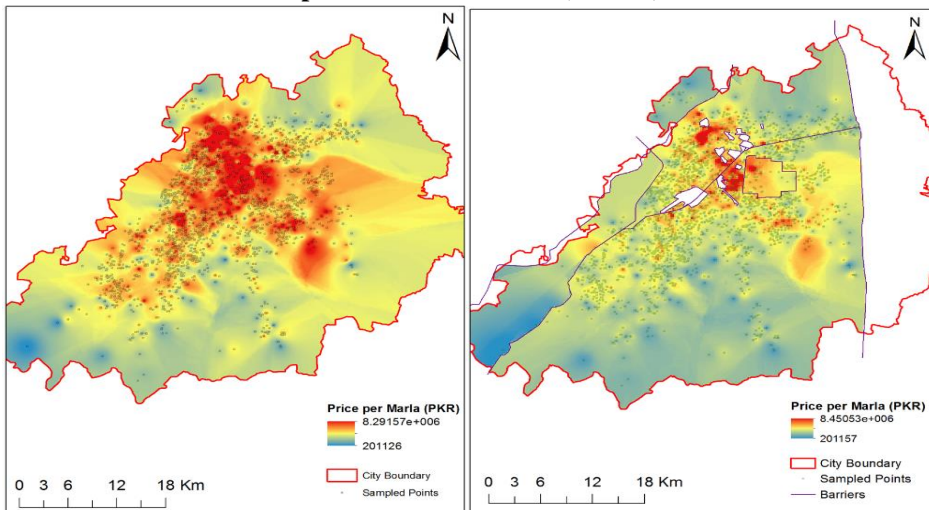 N
Price per Marla (PKR)
8.29157e+006
201126
City Boundary
Sampled Points
0 3 6 12 18 Km
N
Price per Marla (PKR)
8.45053e+006
201157
City Boundary
Sampled Points
Barriers
0 3 6 12 18 Km